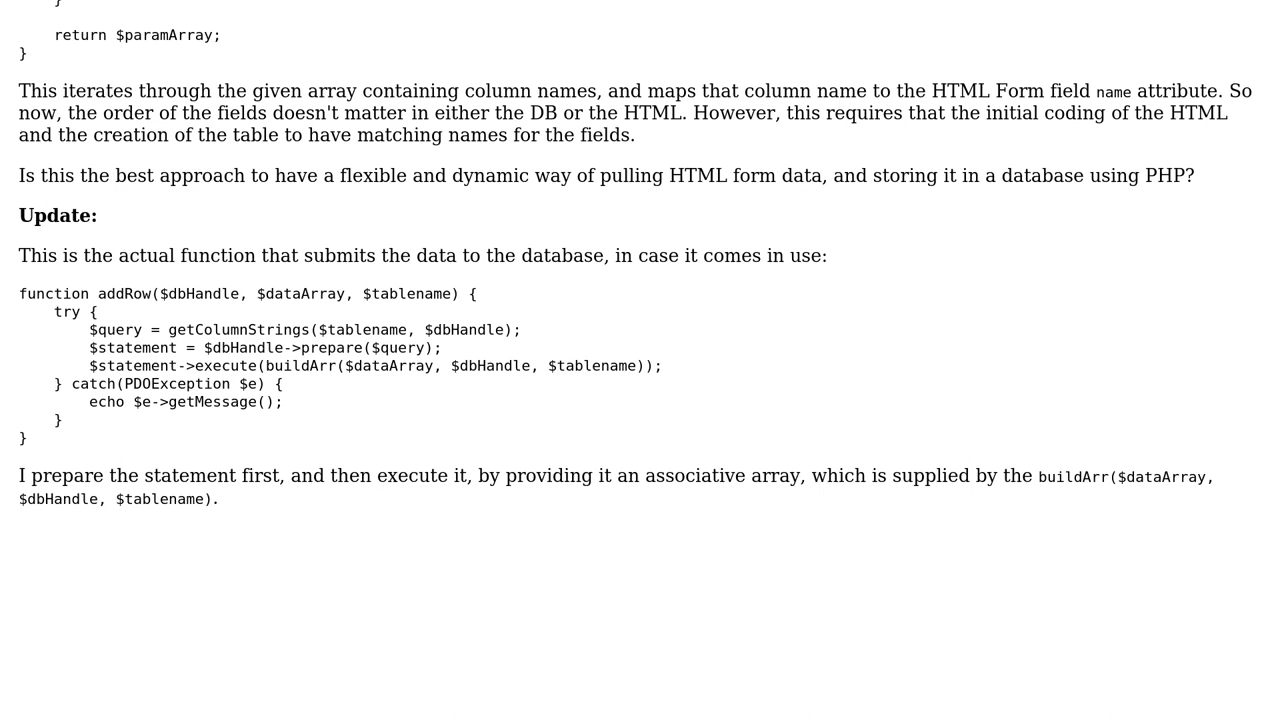 }
    return $paramArray;
}
This iterates through the given array containing column names, and maps that column name to the HTML Form field name attribute. So
now, the order of the fields doesn't matter in either the DB or the HTML. However, this requires that the initial coding of the HTML
and the creation of the table to have matching names for the fields.
Is this the best approach to have a flexible and dynamic way of pulling HTML form data, and storing it in a database using PHP?
Update:
This is the actual function that submits the data to the database, in case it comes in use:
function addRow($dbHandle, $dataArray, $tablename) {
    try {
        $query = getColumnStrings($tablename, $dbHandle);
        $statement = $dbHandle->prepare($query);
        $statement->execute(buildArr($dataArray, $dbHandle, $tablename));
    } catch(PDOException $e) {
        echo $e->getMessage();
    }
}
I prepare the statement first, and then execute it, by providing it an associative array, which is supplied by the buildArr($dataArray,
$dbHandle, $tablename).